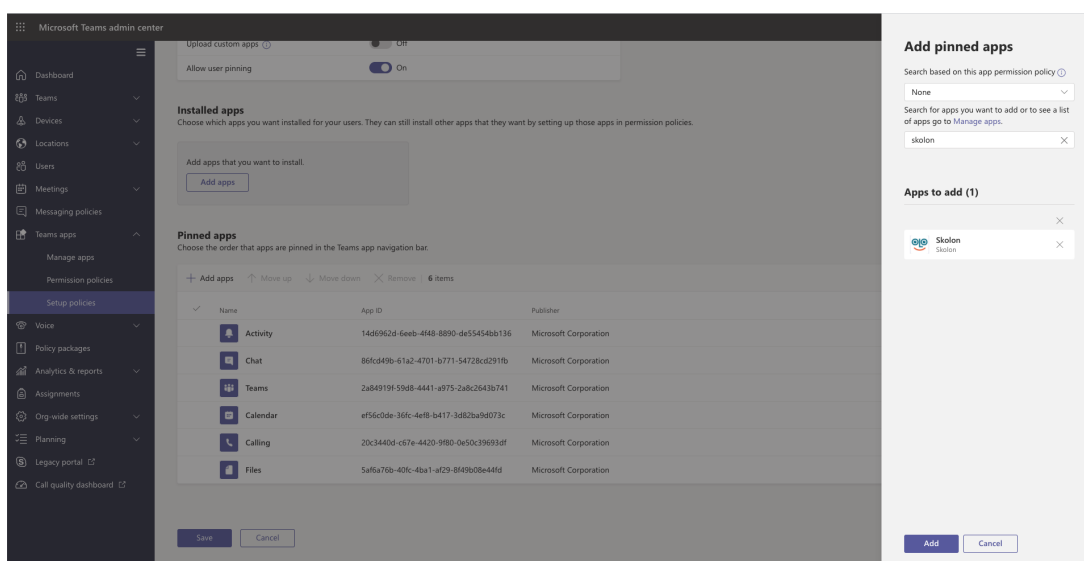 Microsoft Teams admin center
Dashboard
Teams
Devices
Locations
Users
Meetings
Messaging policies
Teams apps
Manage apps
Permission policies
Setup policies
Voice
Policy packages
Analytics & reports
Assignments
Org-wide settings
Planning
Legacy portal
Call quality dashboard
Upload custom apps Off
Allow user pinning On
Installed apps
Choose which apps you want installed for your users. They can still install other apps that they want by setting up those apps in permission policies.
Add apps that you want to install.
Add apps
Pinned apps
Choose the order that apps are pinned in the Teams app navigation bar.
Add apps Move up Move down Remove 6 items
Name App ID Publisher
Activity 14d6962d-6eeb-4f48-8890-de55454bb136 Microsoft Corporation
Chat 86fcd49b-61a2-4701-b771-54728cd291fb Microsoft Corporation
Teams 2a84919f-59d8-4441-a975-2a8c2643b741 Microsoft Corporation
Calendar ef56c0de-36fc-4ef8-b417-3d82ba9d073c Microsoft Corporation
Calling 20c3440d-c67e-4420-9f80-0e50c39693df Microsoft Corporation
Files 5af6a76b-40fc-4ba1-af29-8f49b08e44fd Microsoft Corporation
Save Cancel
Add pinned apps
Search based on this app permission policy
None
Search for apps you want to add or to see a list
of apps go to Manage apps.
skolon
Apps to add (1)
Skolon
Skolon
Add Cancel